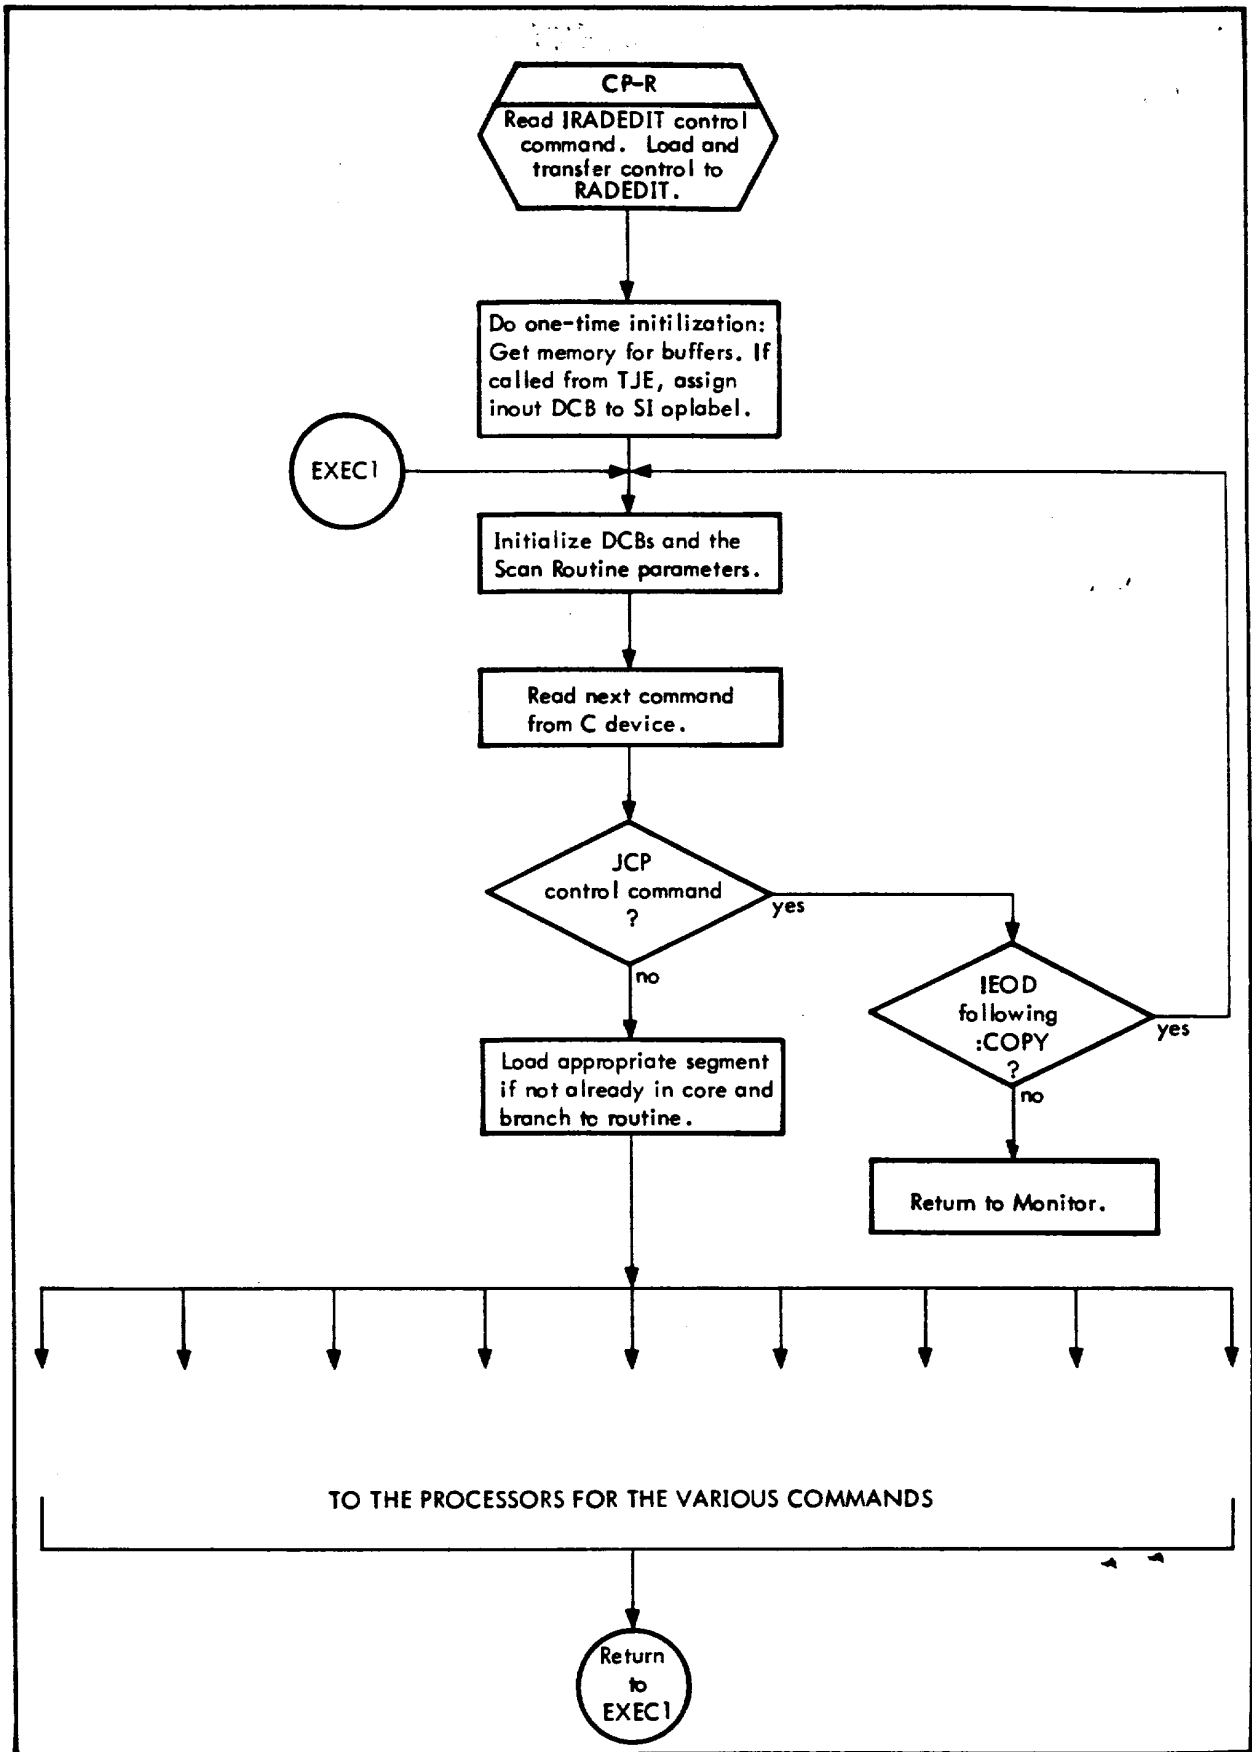 CP-R
Read !RADEDIT control
command. Load and
transfer control to
RADEDIT.
Do one-time initilization:
Get memory for buffers. If
called from TJE, assign
inout DCB to SI oplabel.
EXEC1
Initialize DCBs and the
Scan Routine parameters.
Read next command
from C device.
JCP
control command
?
yes
no
!EOD
following
:COPY
?
yes
no
Load appropriate segment
if not already in core and
branch to routine.
Return to Monitor.
TO THE PROCESSORS FOR THE VARIOUS COMMANDS
Return
to
EXEC1